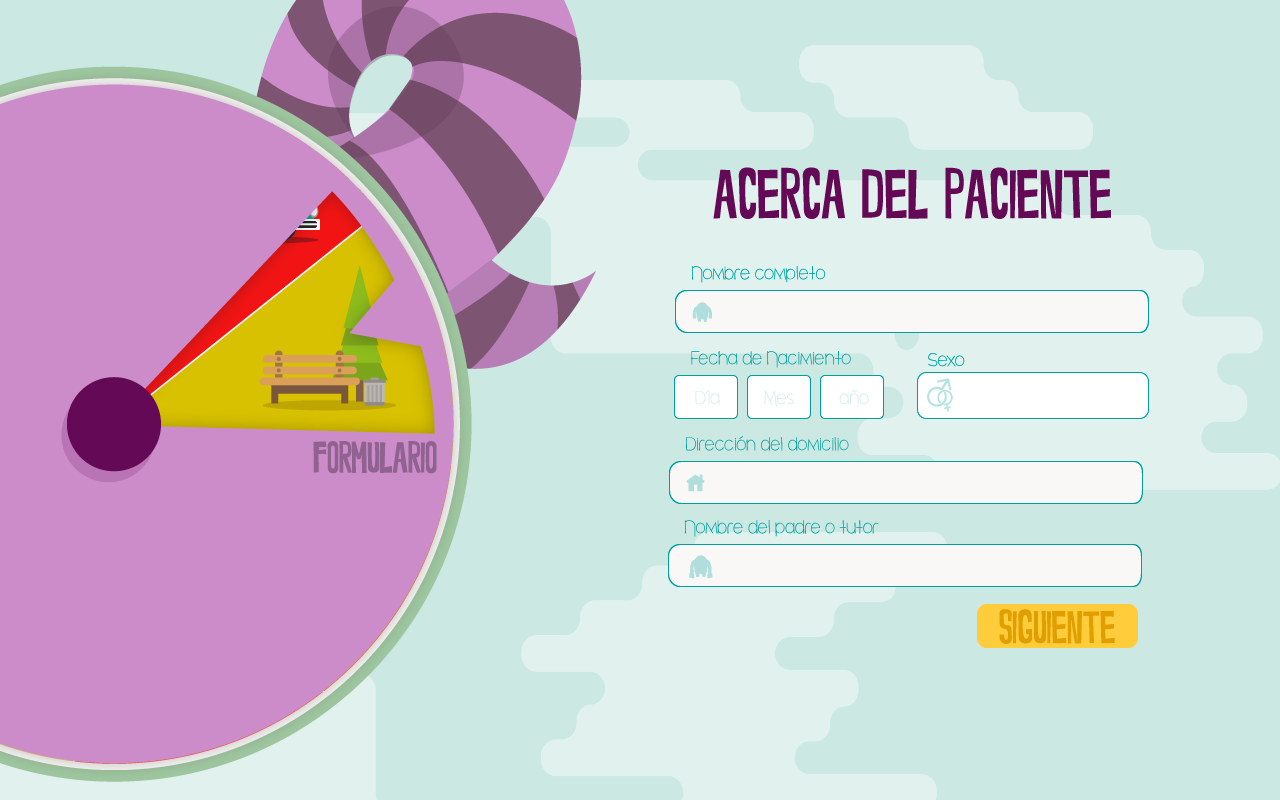 ACERCA DEL PACIENTE
Nombre completo
Fecha de Nacimiento
Sexo
Día
Mes
año
Dirección del domicilio
FORMULARIO
Nombre del padre o tutor
SIGUIENTE